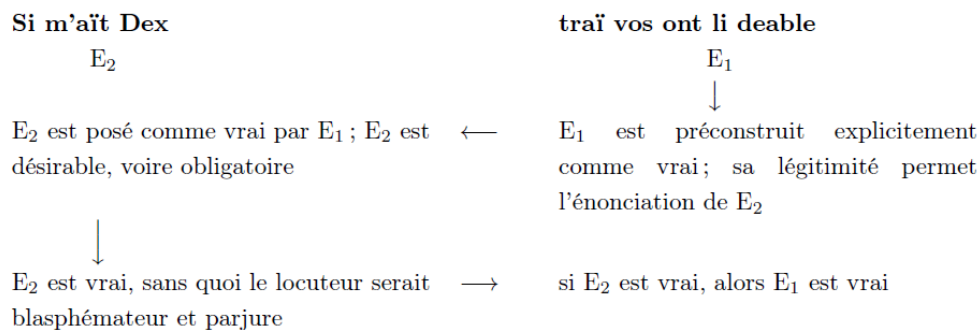 Si m'aït Dex traï vos ont li deable
E₂ E₁
E₂ est posé comme vrai par E₁ ; E₂ est
désirable, voire obligatoire
E₁ est préconstruit explicitement
comme vrai ; sa légitimité permet
l'énonciation de E₂
E₂ est vrai, sans quoi le locuteur serait
blasphémateur et parjure
si E₂ est vrai, alors E₁ est vrai